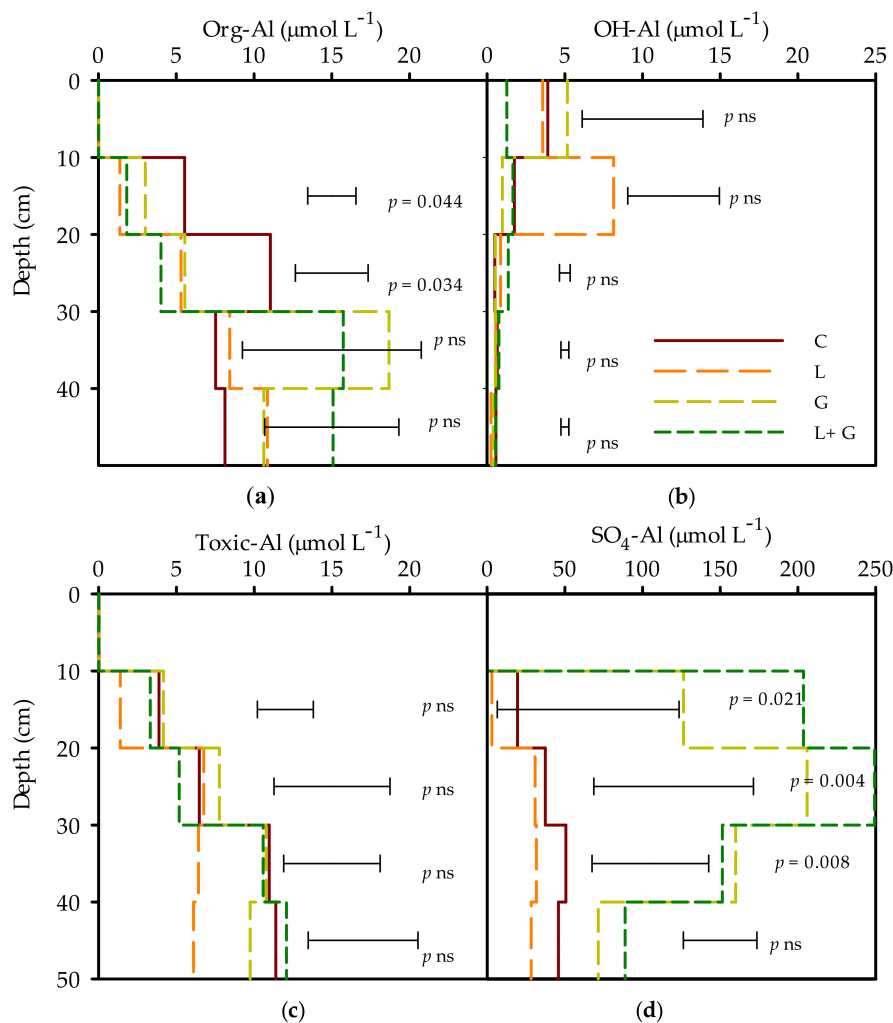 Org-Al (µmol L⁻¹)
OH-Al (µmol L⁻¹)
0 5 10 15 20
0 5 10 15 20 25
0
10
20
30
40
Depth (cm)
p = 0.044
p = 0.034
p ns
p ns
p ns
p ns
p ns
p ns
p ns
C
L
G
L+ G
(a)
(b)
Toxic-Al (µmol L⁻¹)
SO₄-Al (µmol L⁻¹)
0 5 10 15 20
0 50 100 150 200 250
0
10
20
30
40
50
Depth (cm)
p ns
p ns
p ns
p ns
p = 0.021
p = 0.004
p = 0.008
p ns
(c)
(d)